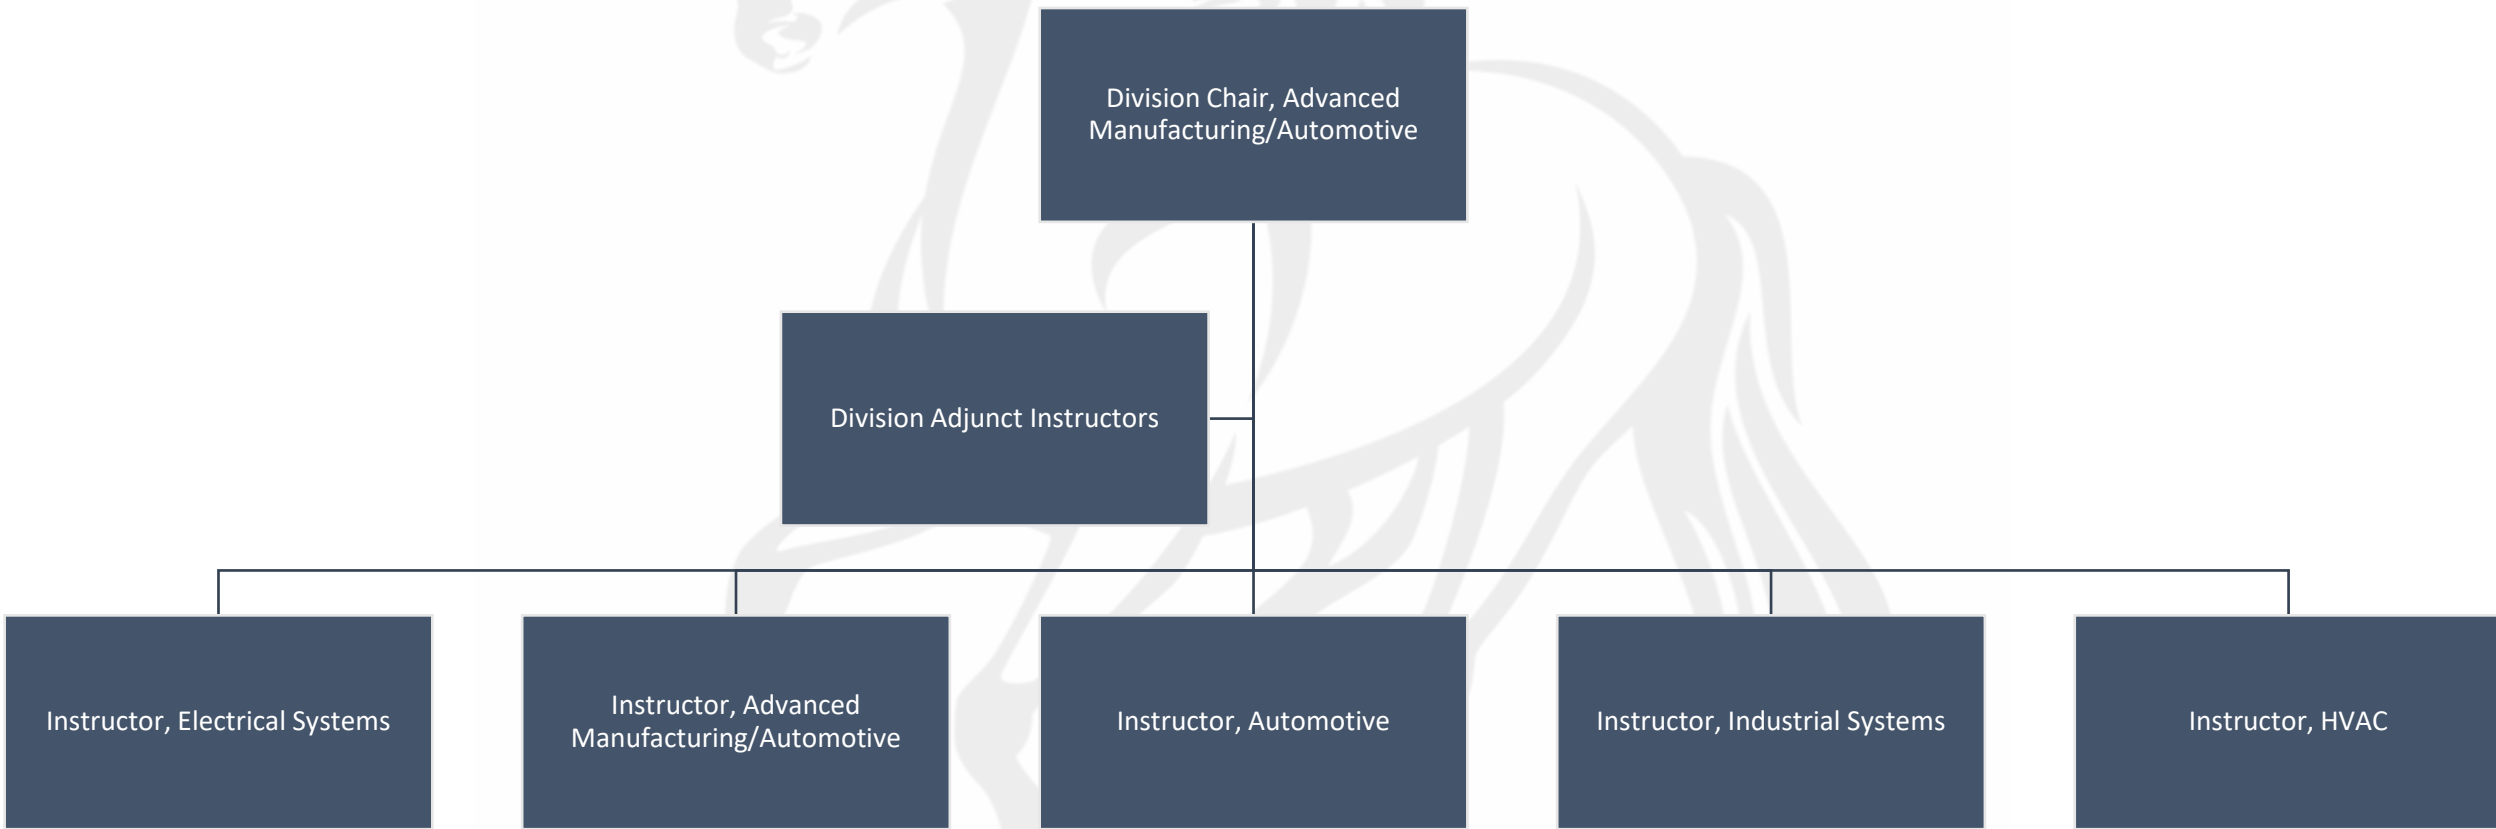 Division Chair, Advanced
Manufacturing/Automotive
Division Adjunct Instructors
Instructor, Electrical Systems
Instructor, Advanced
Manufacturing/Automotive
Instructor, Automotive
Instructor, Industrial Systems
Instructor, HVAC